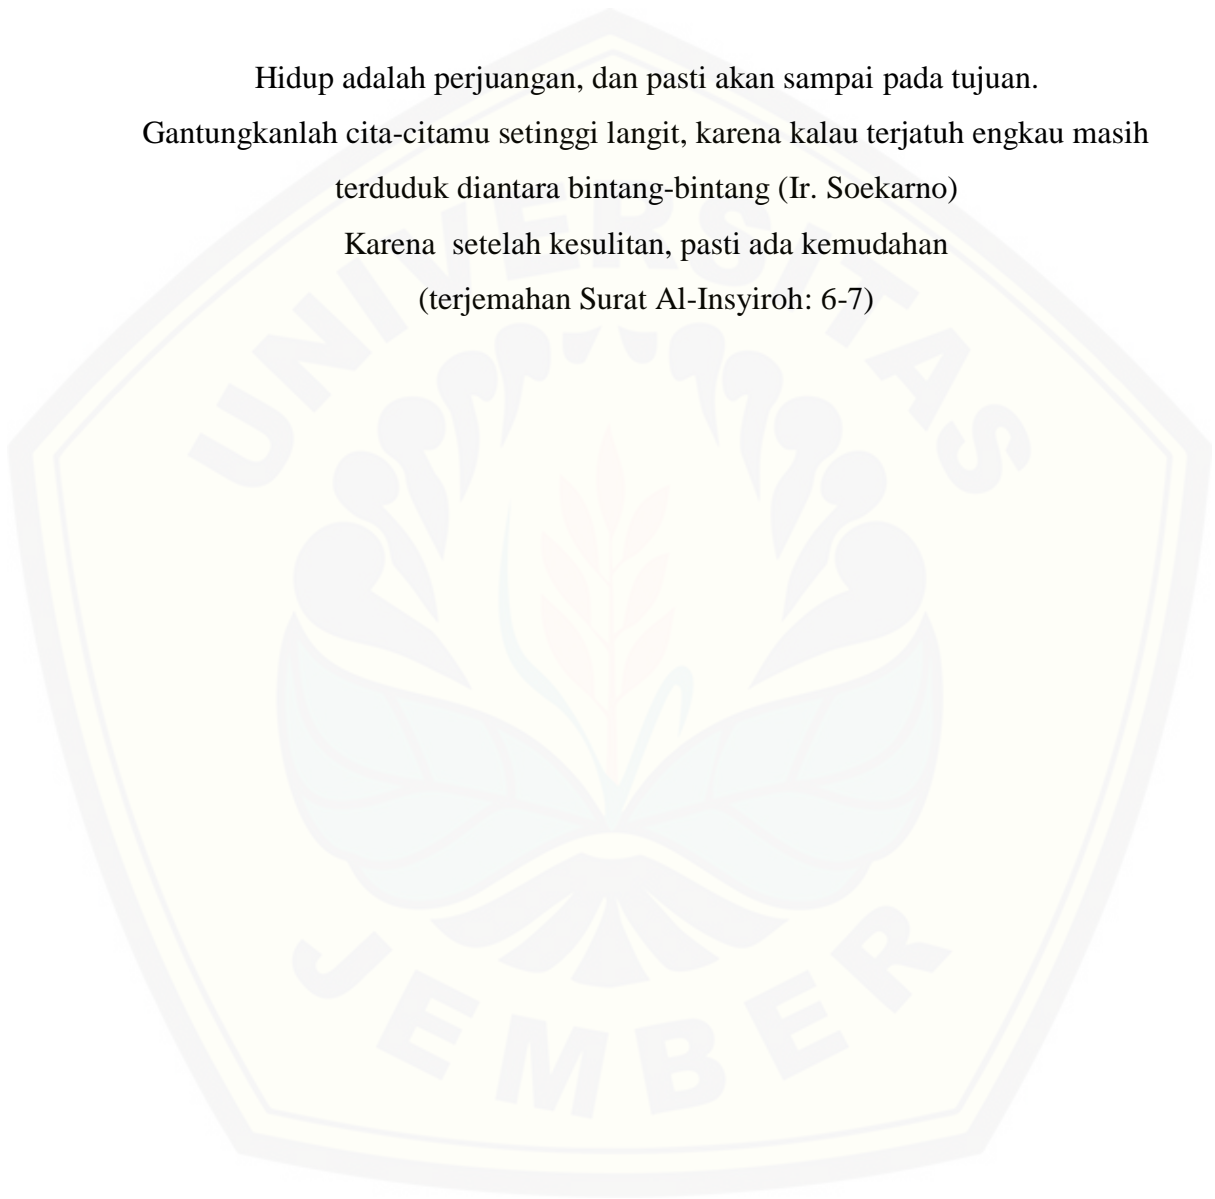 Hidup adalah perjuangan, dan pasti akan sampai pada tujuan.
Gantungkanlah cita-citamu setinggi langit, karena kalau terjatuh engkau masih
terduduk diantara bintang-bintang (Ir. Soekarno)
Karena  setelah kesulitan, pasti ada kemudahan
(terjemahan Surat Al-Insyiroh: 6-7)
UNIVERSITAS
JEMBER